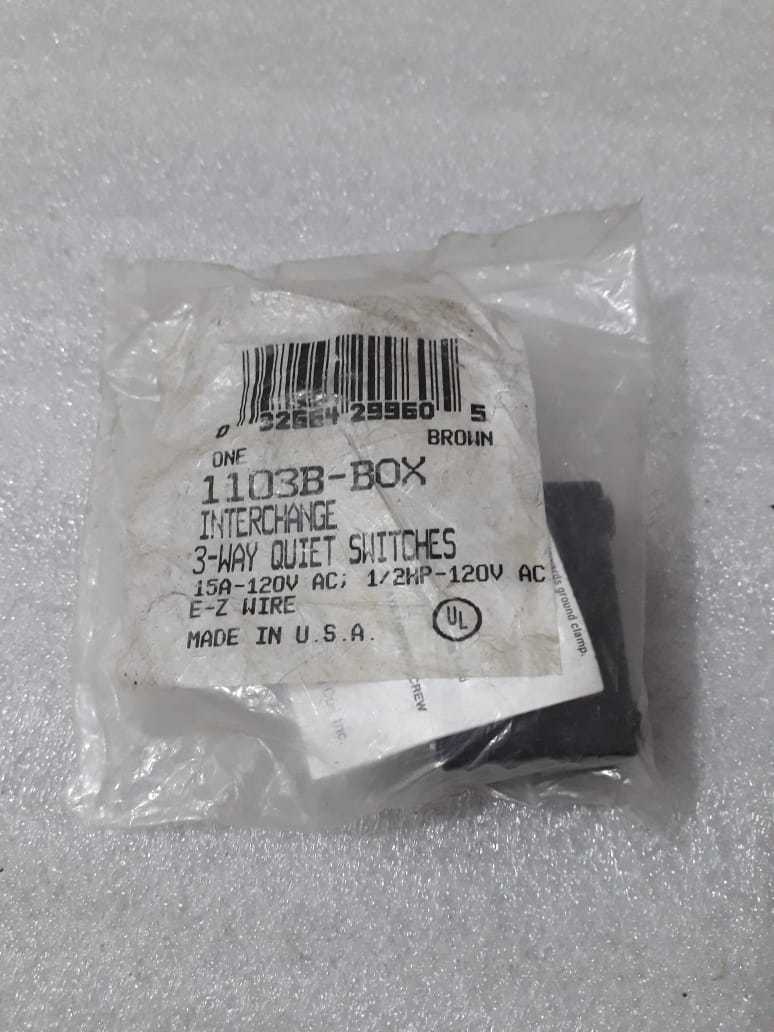 0 32664 29960 5
BROWN
ONE
1103B-BOX
INTERCHANGE
3-WAY QUIET SWITCHES
15A-120V AC; 1/2HP-120V AC
E-Z WIRE
UL
MADE IN U.S.A.
ground clamp.
CREW
Inc.